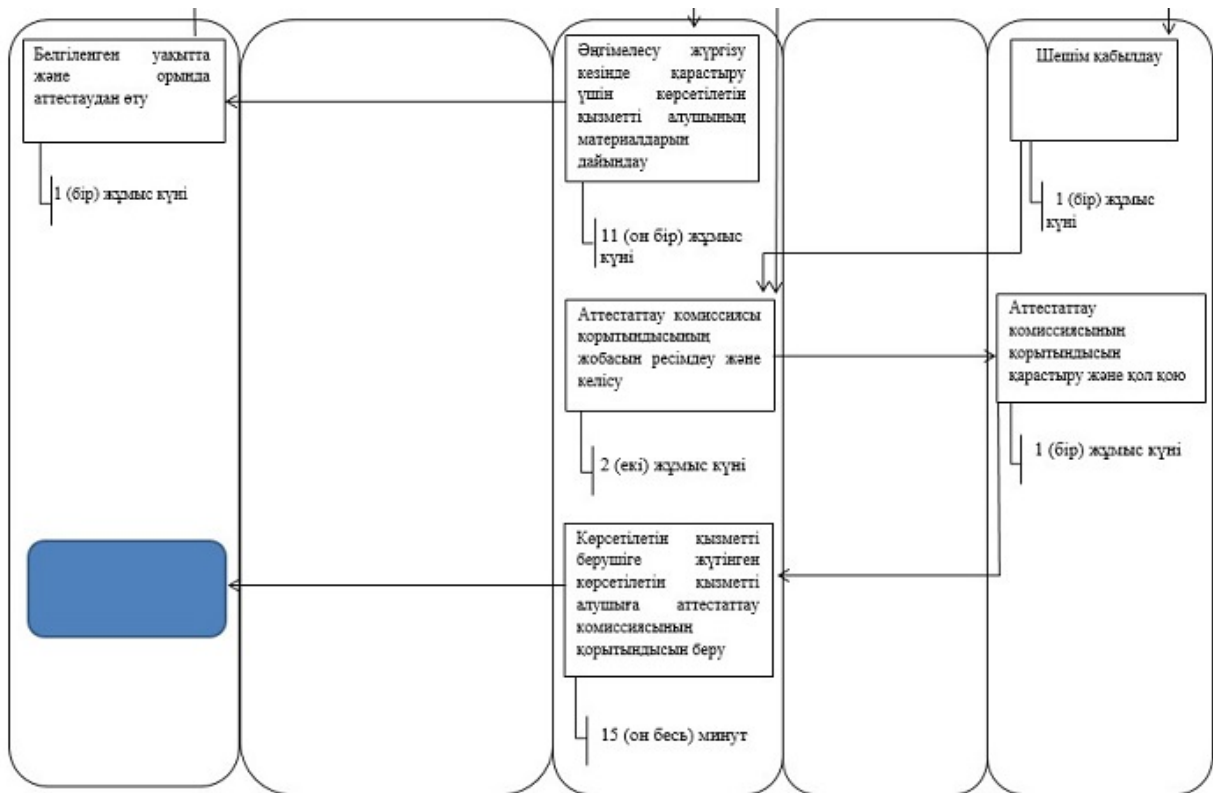 Белгіленген уақытта
және орында
аттестаудан өту
1 (бір) жұмыс күні
Әңгімелесу жүргізу
кезінде қарастыру
үшін көрсетілетін
қызметті алушының
материалдарын
дайындау
11 (он бір) жұмыс
күні
Шешім қабылдау
1 (бір) жұмыс
күні
Аттестаттау комиссиясы
қорытындысының
жобасын ресімдеу және
келісу
2 (екі) жұмыс күні
Аттестаттау
комиссиясының
қорытындысын
қарастыру және қол қою
1 (бір) жұмыс күні
Көрсетілетін қызметті
берушіге жүгінген
көрсетілетін қызметті
алушыға аттестаттау
комиссиясының
қорытындысын беру
15 (он бесь) минут